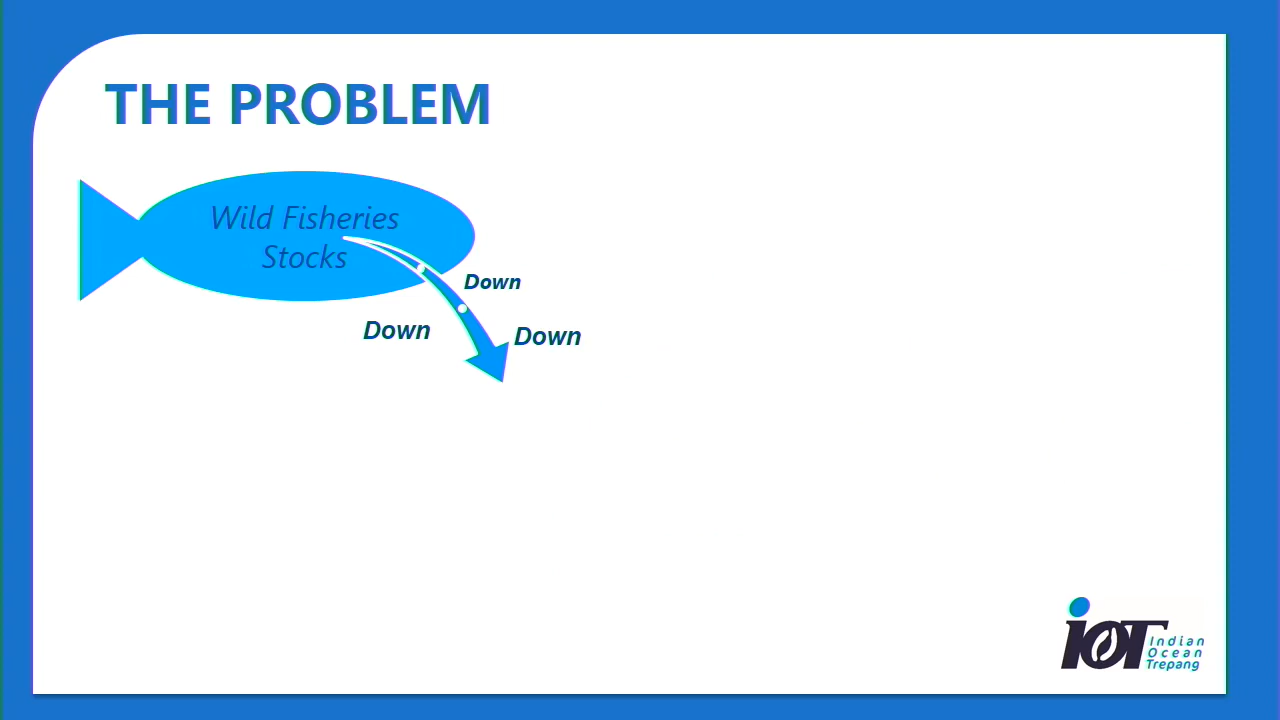 THE PROBLEM
Wild Fisheries
Stocks
Down
Down
Down
iOT
Indian
Ocean
Trepang